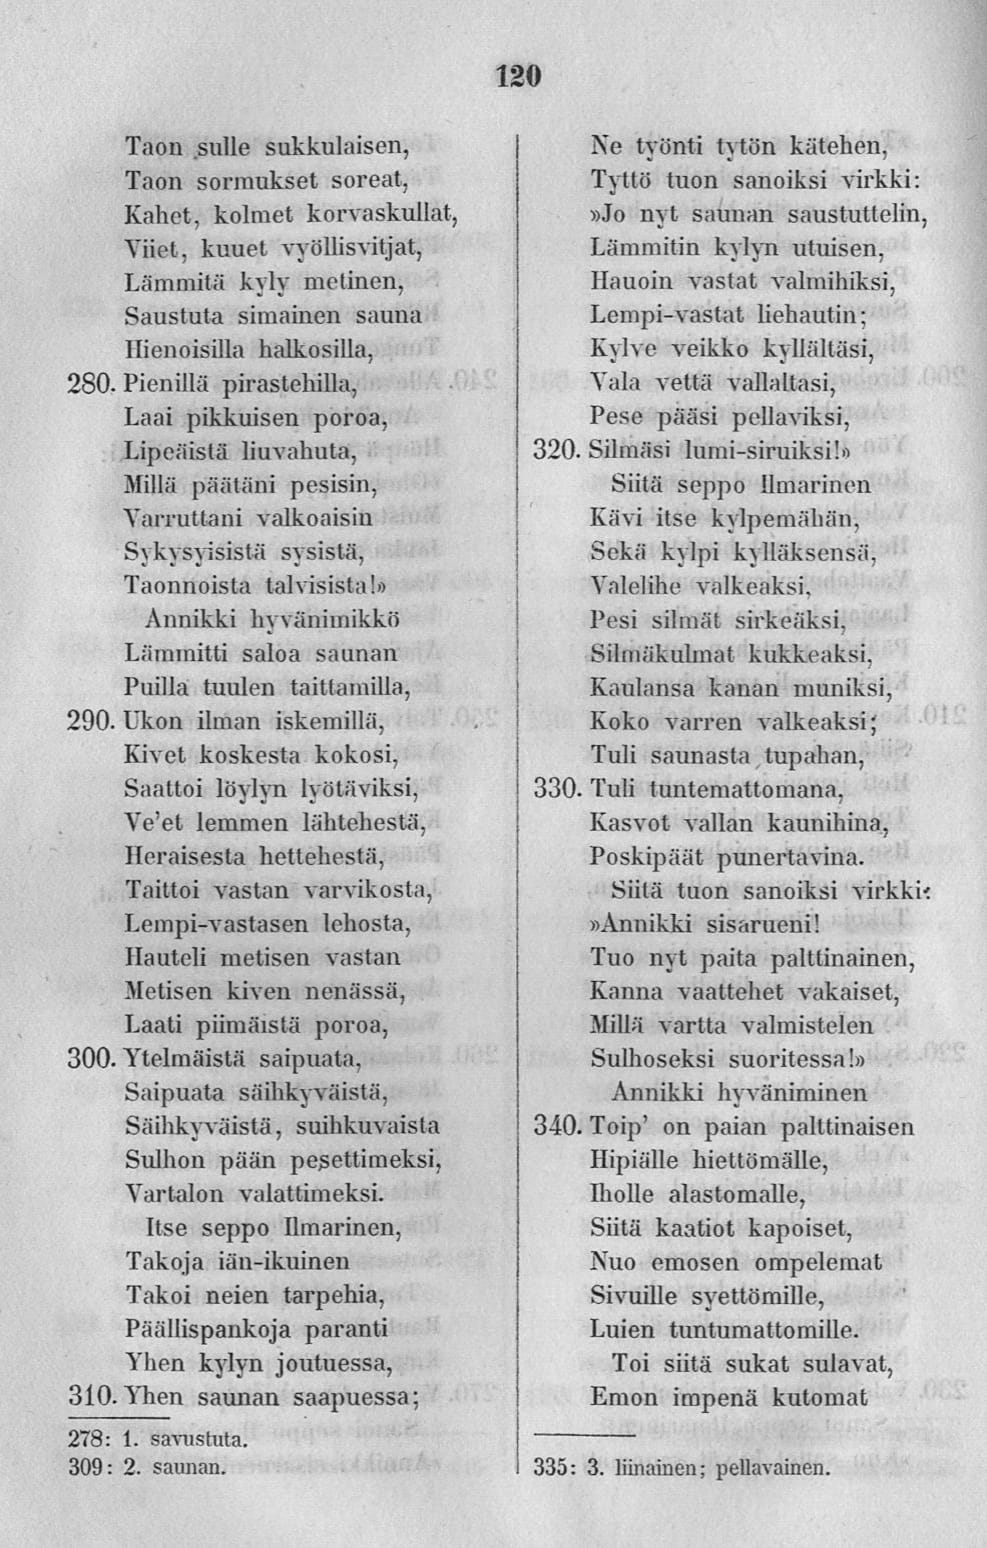 120
Taon sulle sukkulaisen,
Taon sormukset soreat,
Kahet, kolmet korvaskullat,
Viiet, kuuet vyöllisvitjat,
Lämmitä kyly metinen,
Saustuta simainen sauna
Hienoisilla halkosilla,
280. Pienillä pirastehilla,
Laai pikkuisen poroa,
Lipeäistä liuvahuta,
Millä päätäni pesisin,
Varruttani valkoaisin
Sykysyisistä sysistä,
Taonnoista talvisista!»
Annikki hyvänimikkö
Lämmitti saloa saunan
Puilla tuulen taittamilla,
290. Ukon ilman iskemillä,
Kivet koskesta kokosi,
Saattoi löylyn lyötäviksi,
Ve'et lemmen lähtehestä,
Heraisesta hettehestä,
Taittoi vastan varvikosta,
Lempi-vastasen lehosta,
Hauteli metisen vastan
Metisen kiven nenässä,
Laati piimäistä poroa,
300. Ytelmäistä saipuata,
Saipuata säihkyväistä,
Säihkyväistä, suihkuvaista
Sulhon pään pesettimeksi,
Vartalon valattimeksi.
Itse seppo Ilmarinen,
Takoja iän-ikuinen
Takoi neien tarpehia,
Päällispankoja paranti
Yhen kylyn joutuessa,
310. Yhen saunan saapuessa;
278: 1. savustuta.
309: 2. saunan.
Ne työnti tytön kätehen,
Tyttö tuon sanoiksi virkki:
»Jo nyt saunan saustuttelin,
Lämmitin kylyn utuisen,
Hauoin vastat valmihiksi,
Lempi-vastat liehautin;
Kylve veikko kyllältäsi,
Vala vettä vallaltasi,
Pese pääsi pellaviksi,
320. Silmäsi lumi-siruiksi!»
Siitä seppo Ilmarinen
Kävi itse kylpemähän,
Sekä kylpi kylläksensä,
Valelihe valkeaksi,
Pesi silmät sirkeäksi,
Silmäkulmat kukkeaksi,
Kaulansa kanan muniksi,
Koko varren valkeaksi;
Tuli saunasta tupahan,
330. Tuli tuntemattomana,
Kasvot vallan kaunihina,
Poskipäät punertavina.
Siitä tuon sanoiksi virkki:
»Annikki sisarueni!
Tuo nyt paita palttinainen,
Kanna vaattehet vakaiset,
Millä vartta valmistelen
Sulhoseksi suoritessa!»
Annikki hyväniminen
340. Toip' on paian palttinaisen
Hipiälle hiettömälle,
Iholle alastomalle,
Siitä kaatiot kapoiset,
Nuo emosen ompelemat
Sivuille syettömille,
Luien tuntumattomille.
Toi siitä sukat sulavat,
Emon impenä kutomat
335: 3. liinainen; pellavainen.